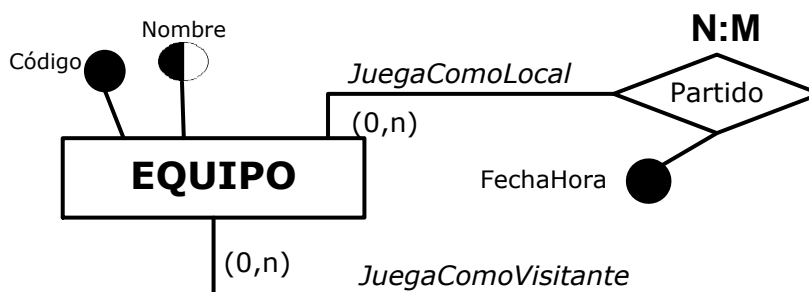 Nombre
Código
N:M
JuegaComoLocal
Partido
(0,n)
EQUIPO
FechaHora
(0,n)
JuegaComoVisitante